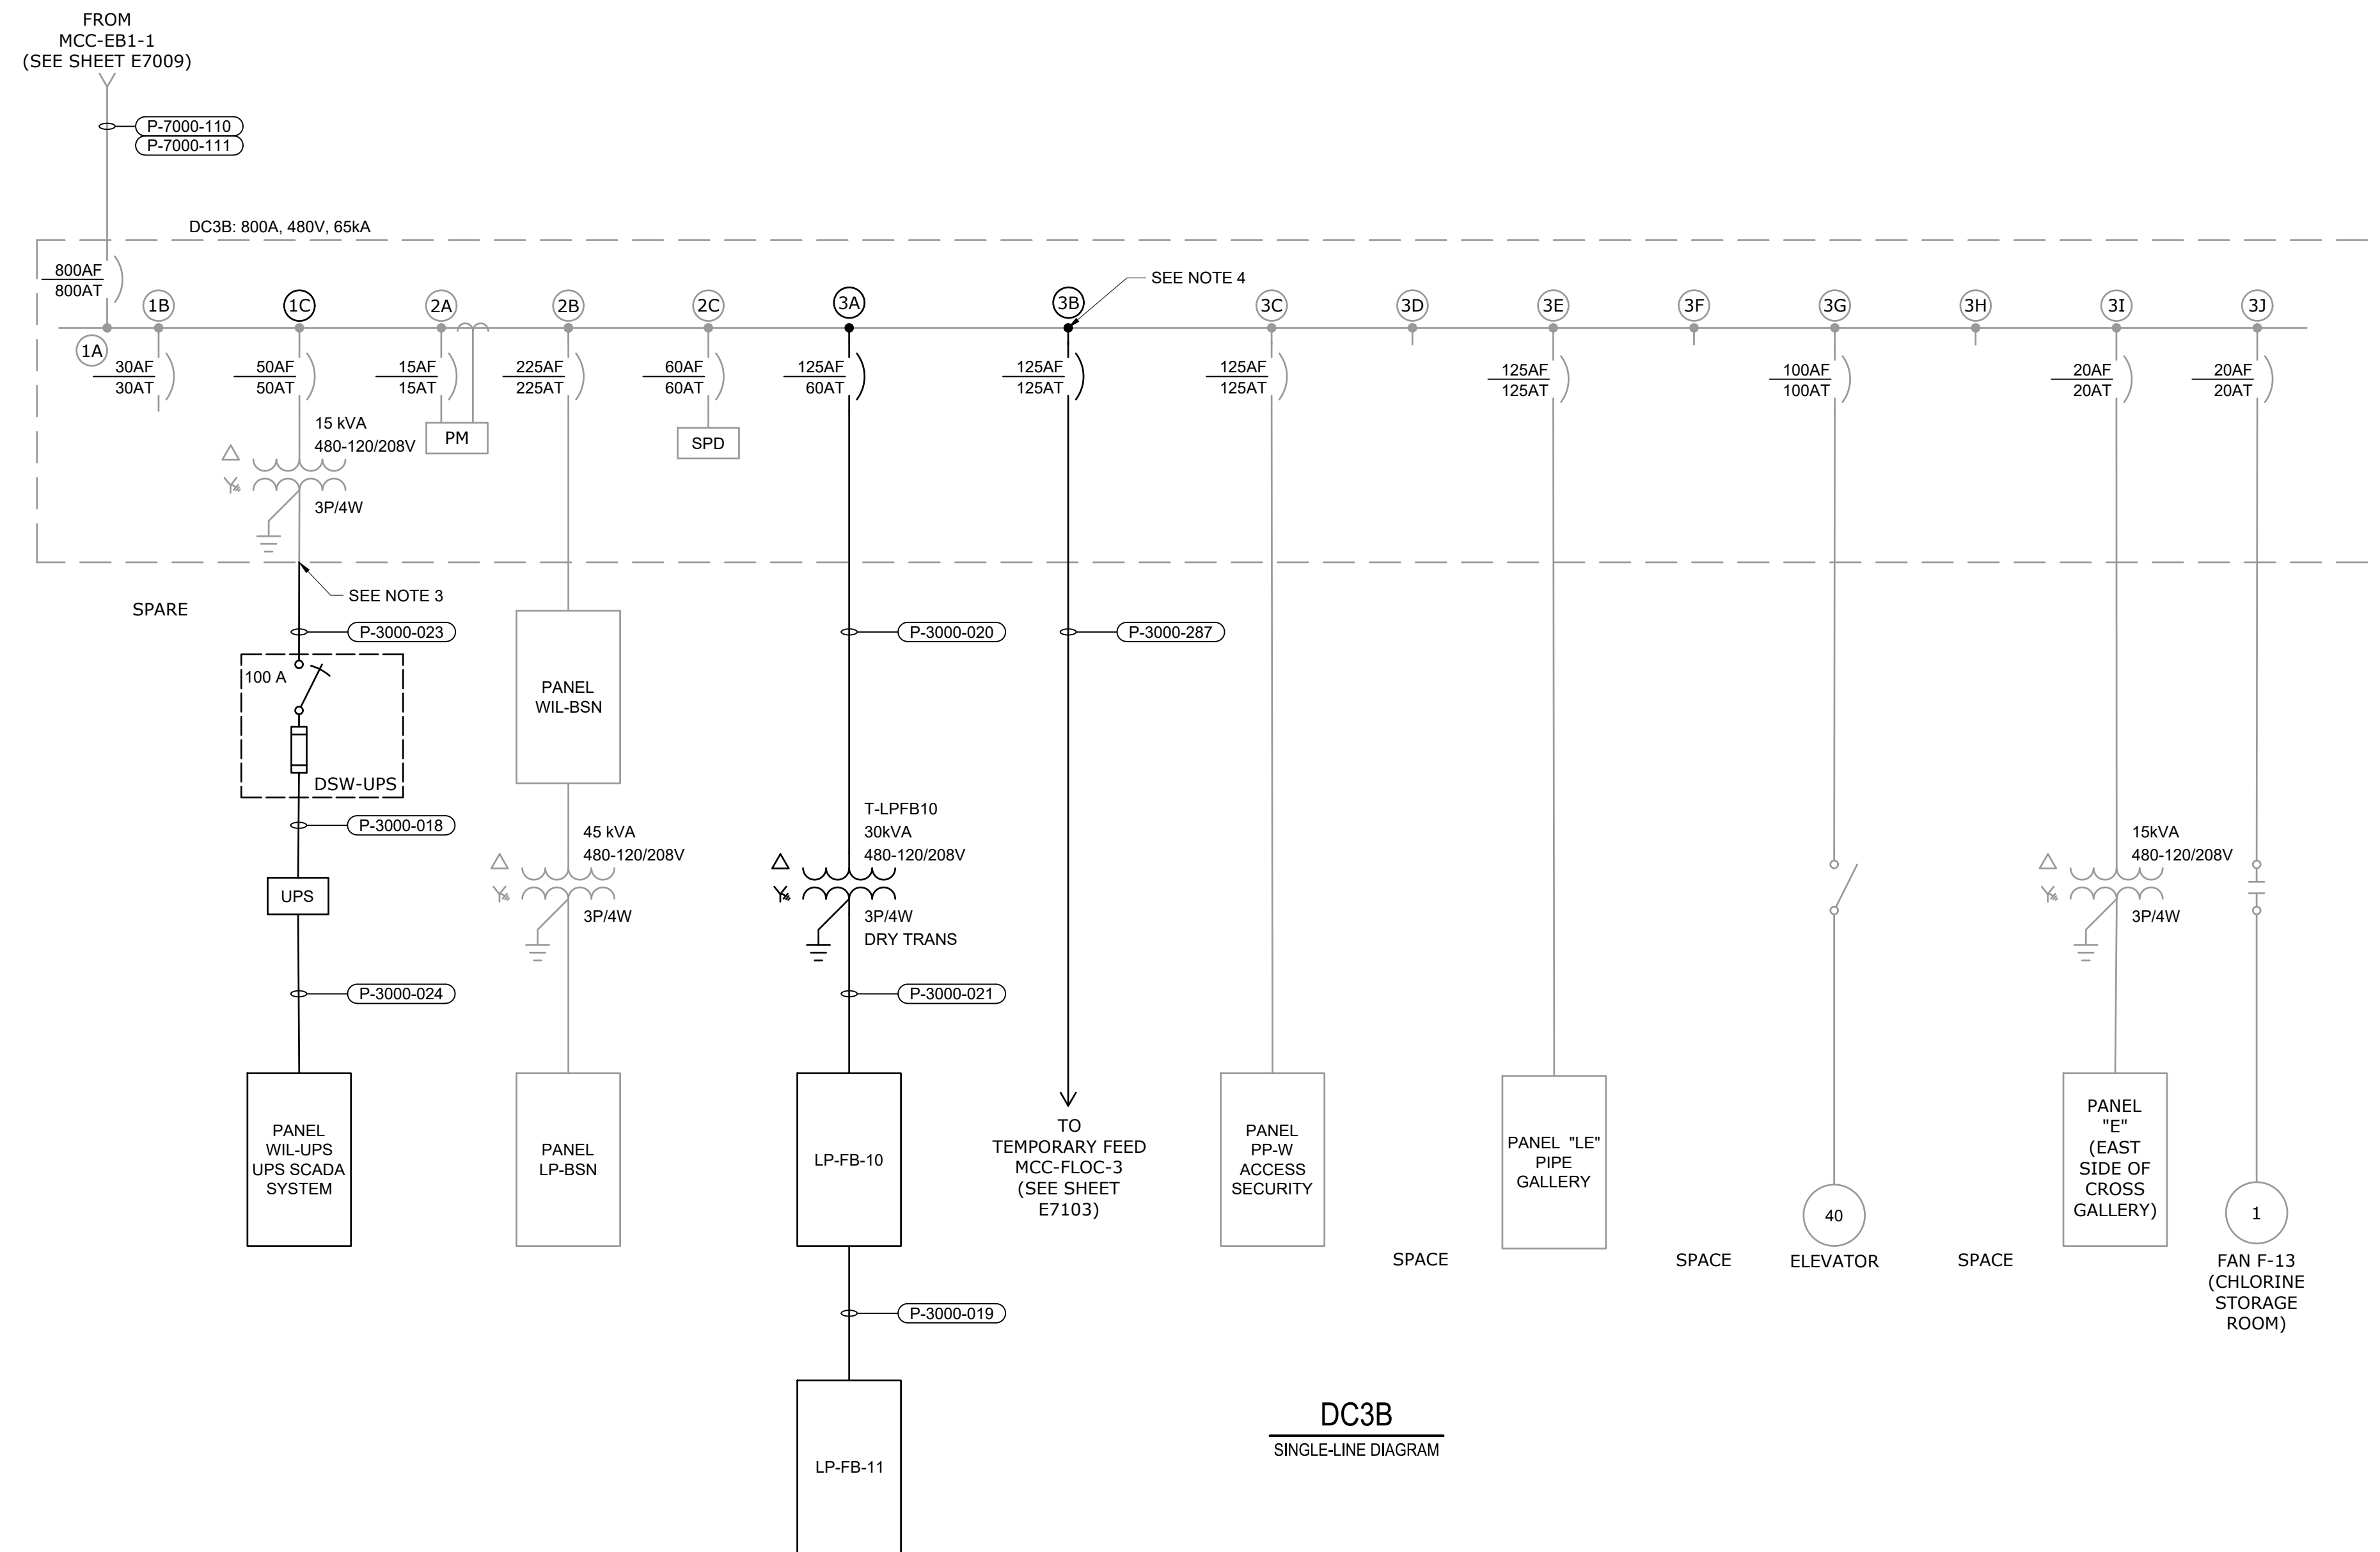 FROM
MCC-EB1-1
(SEE SHEET E7009)
P-7000-110
P-7000-111
DC3B: 800A, 480V, 65kA
800AF
800AT
SEE NOTE 4
1A
1B
1C
2A
2B
2C
3A
3B
3C
3D
3E
3F
3G
3H
3I
3J
30AF
30AT
50AF
50AT
15AF
15AT
225AF
225AT
60AF
60AT
125AF
60AT
125AF
125AT
125AF
125AT
125AF
125AT
100AF
100AT
20AF
20AT
20AF
20AT
15 kVA
480-120/208V
3P/4W
PM
SPD
SEE NOTE 3
SPARE
P-3000-023
P-3000-020
P-3000-287
100 A
DSW-UPS
PANEL
WIL-BSN
P-3000-018
45 kVA
480-120/208V
3P/4W
T-LPFB10
30kVA
480-120/208V
3P/4W
DRY TRANS
15kVA
480-120/208V
3P/4W
UPS
P-3000-024
P-3000-021
PANEL
WIL-UPS
UPS SCADA
SYSTEM
PANEL
LP-BSN
LP-FB-10
TO
TEMPORARY FEED
MCC-FLOC-3
(SEE SHEET
E7103)
PANEL
PP-W
ACCESS
SECURITY
SPACE
PANEL "LE"
PIPE
GALLERY
SPACE
40
ELEVATOR
SPACE
PANEL
"E"
(EAST
SIDE OF
CROSS
GALLERY)
1
FAN F-13
(CHLORINE
STORAGE
ROOM)
P-3000-019
LP-FB-11
DC3B
SINGLE-LINE DIAGRAM